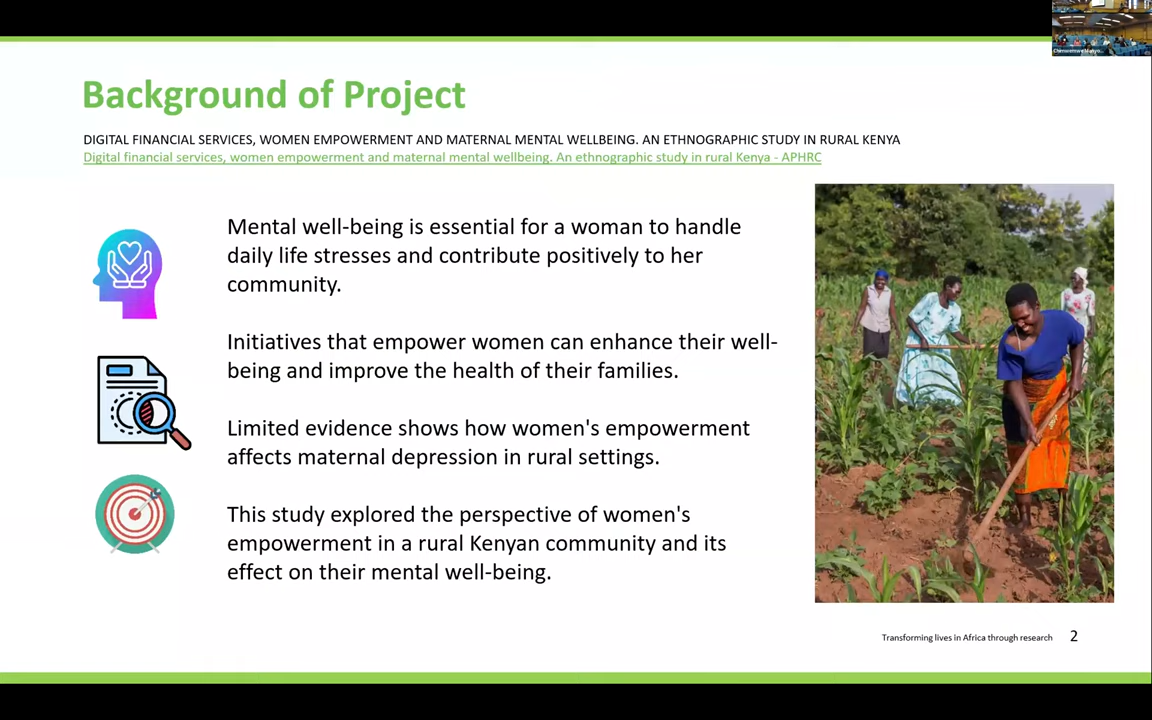 Background of Project
DIGITAL FINANCIAL SERVICES, WOMEN EMPOWERMENT AND MATERNAL MENTAL WELLBEING. AN ETHNOGRAPHIC STUDY IN RURAL KENYA
Digital financial services, women empowerment and maternal mental wellbeing. An ethnographic study in rural Kenya - APHRC
Mental well-being is essential for a woman to handle
daily life stresses and contribute positively to her
community.
Initiatives that empower women can enhance their well-
being and improve the health of their families.
Limited evidence shows how women's empowerment
affects maternal depression in rural settings.
This study explored the perspective of women's
empowerment in a rural Kenyan community and its
effect on their mental well-being.
Transforming lives in Africa through research 2